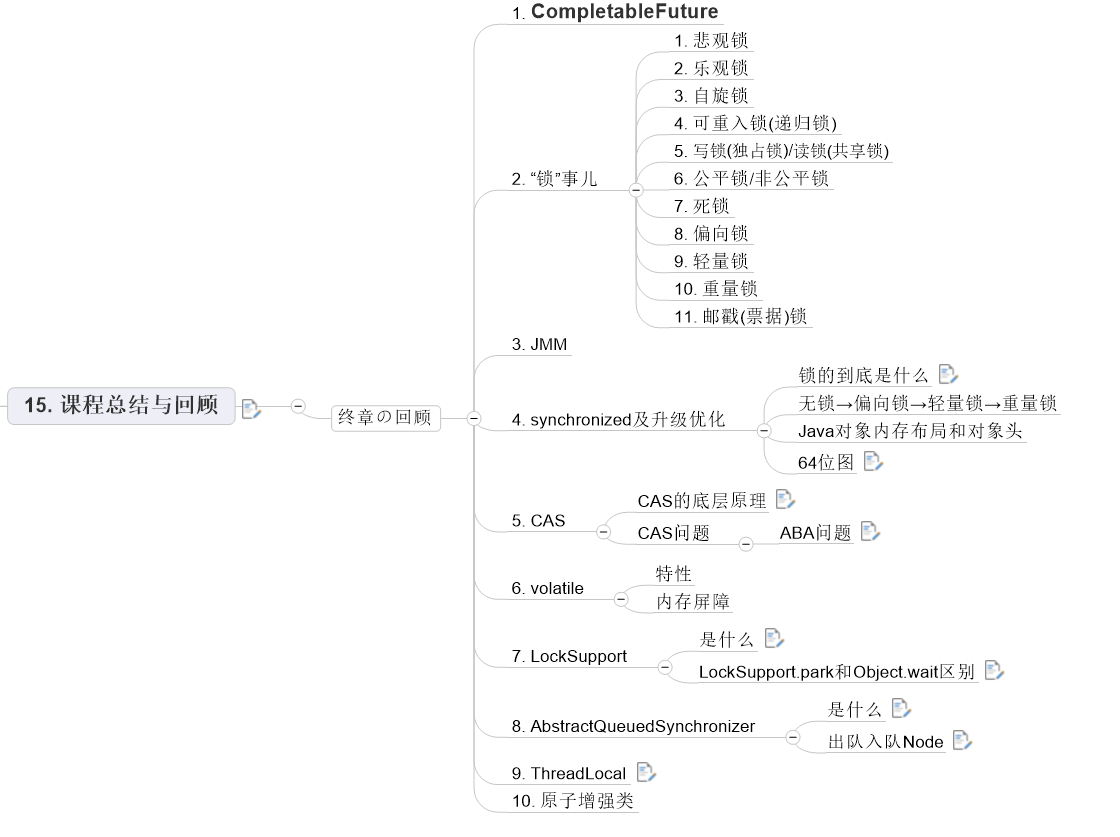 15. 课程总结与回顾
终章の回顾
1. CompletableFuture
2. “锁”事儿
1. 悲观锁
2. 乐观锁
3. 自旋锁
4. 可重入锁(递归锁)
5. 写锁(独占锁)/读锁(共享锁)
6. 公平锁/非公平锁
7. 死锁
8. 偏向锁
9. 轻量锁
10. 重量锁
11. 邮戳(票据)锁
3. JMM
4. synchronized及升级优化
锁的到底是什么
无锁→偏向锁→轻量锁→重量锁
Java对象内存布局和对象头
64位图
5. CAS
CAS的底层原理
CAS问题
ABA问题
6. volatile
特性
内存屏障
7. LockSupport
是什么
LockSupport.park和Object.wait区别
8. AbstractQueuedSynchronizer
是什么
出队入队Node
9. ThreadLocal
10. 原子增强类